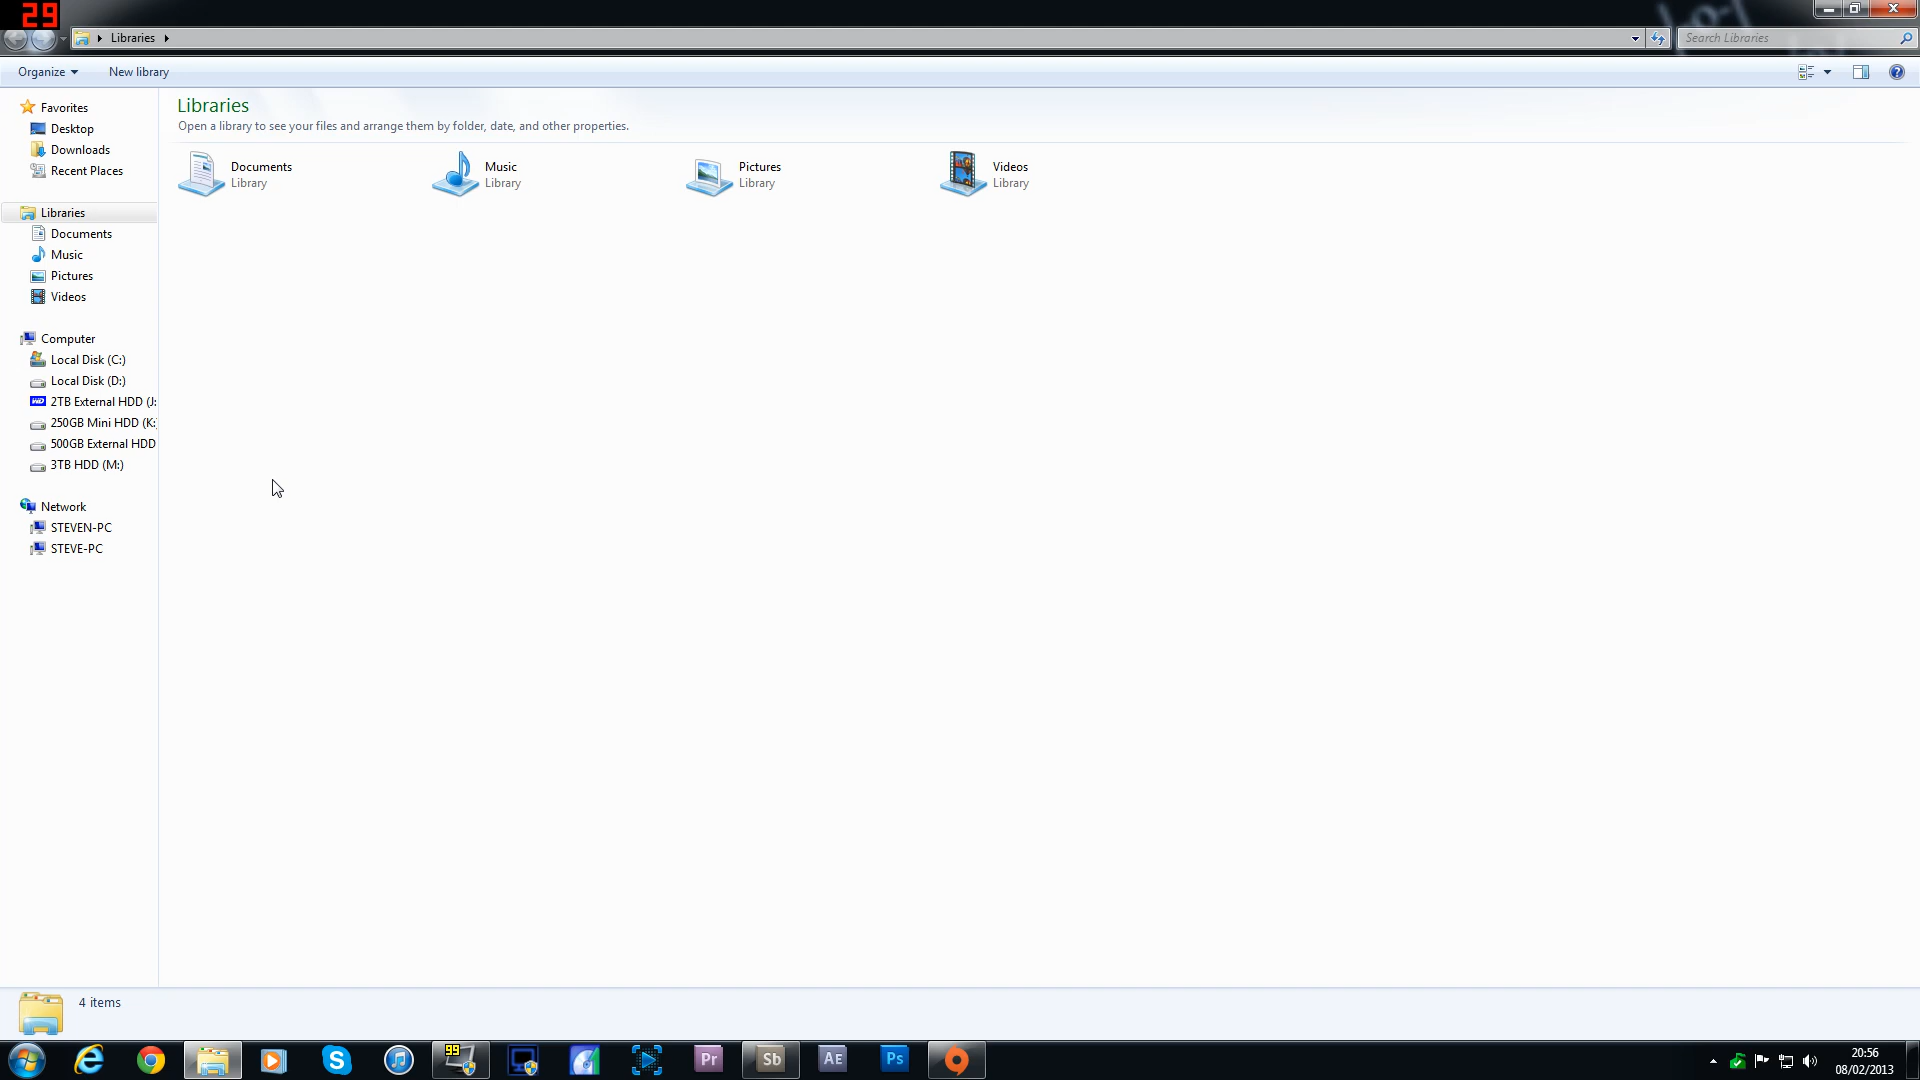 29
Libraries
Search Libraries
Organize
New library
Favorites
Desktop
Downloads
Recent Places
Libraries
Documents
Music
Pictures
Videos
Computer
Local Disk (C:)
Local Disk (D:)
2TB External HDD (J:
250GB Mini HDD (K:
500GB External HDD
3TB HDD (M:)
Network
STEVEN-PC
STEVE-PC
Libraries
Open a library to see your files and arrange them by folder, date, and other properties.
Documents
Library
Music
Library
Pictures
Library
Videos
Library
4 items
99
Pr
Sb
AE
Ps
20:56
08/02/2013